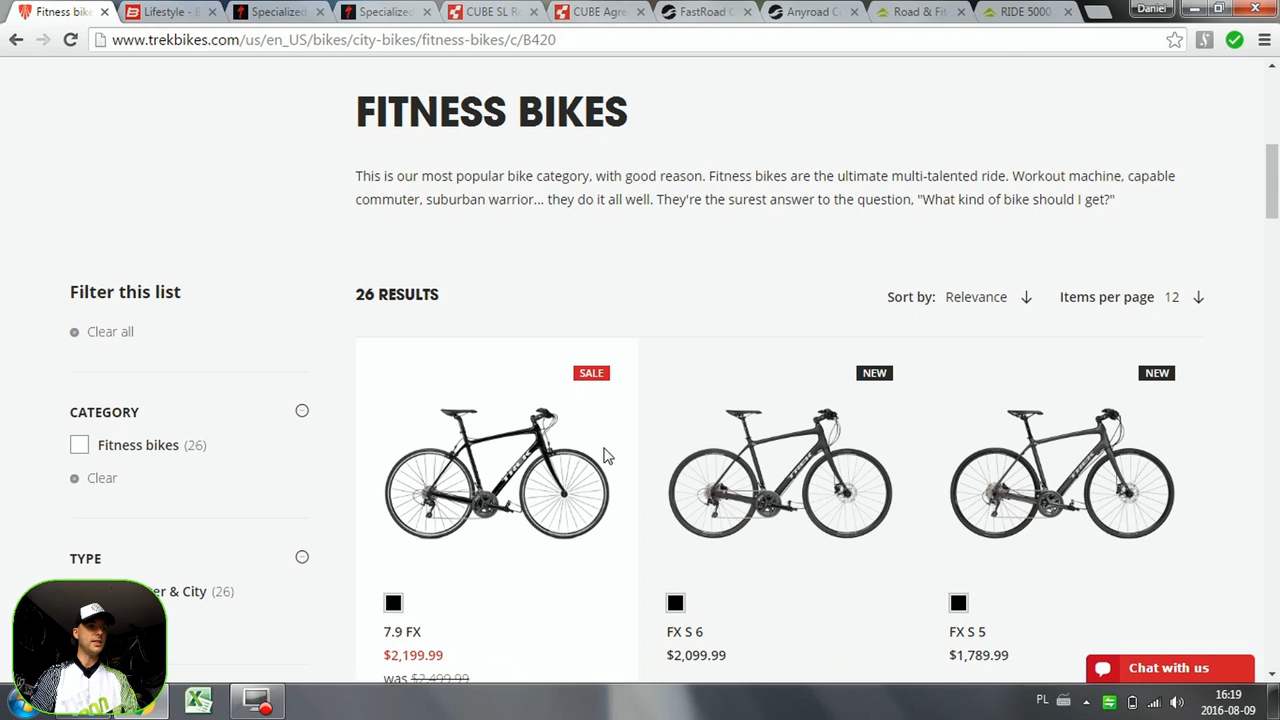 Fitness bike
Lifestyle - B
Specialized
Specialized
CUBE SL R
CUBE Agre
FastRoad C
Anyroad C
Road & Fit
RIDE 5000
Daniel
www.trekbikes.com/us/en_US/bikes/city-bikes/fitness-bikes/c/B420
FITNESS BIKES
This is our most popular bike category, with good reason. Fitness bikes are the ultimate multi-talented ride. Workout machine, capable
commuter, suburban warrior... they do it all well. They're the surest answer to the question, "What kind of bike should I get?"
Filter this list
26 RESULTS
Sort by: Relevance
Items per page 12
Clear all
SALE
NEW
NEW
CATEGORY
Fitness bikes (26)
Clear
TREK
TREK
TREK
TYPE
er & City (26)
7.9 FX
FX S 6
FX S 5
$2,199.99
$2,099.99
$1,789.99
was $2,499.99
Chat with us
PL
16:19
2016-08-09